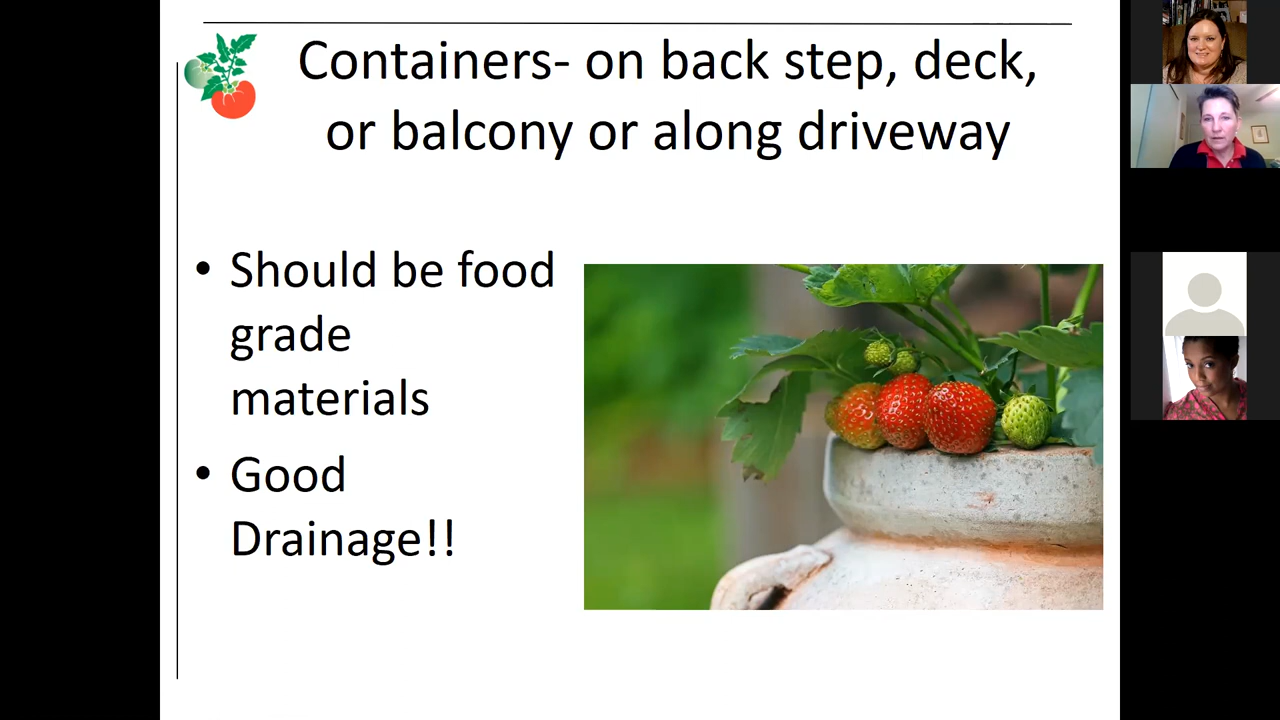 Containers- on back step, deck,
or balcony or along driveway
• Should be food
grade
materials
• Good
Drainage!!